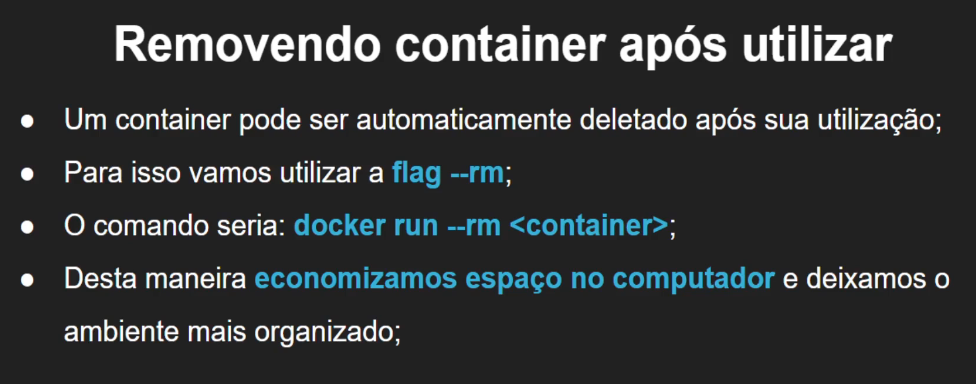 Removendo container após utilizar
● Um container pode ser automaticamente deletado após sua utilização;
● Para isso vamos utilizar a flag --rm;
● O comando seria: docker run --rm <container>;
● Desta maneira economizamos espaço no computador e deixamos o
ambiente mais organizado;